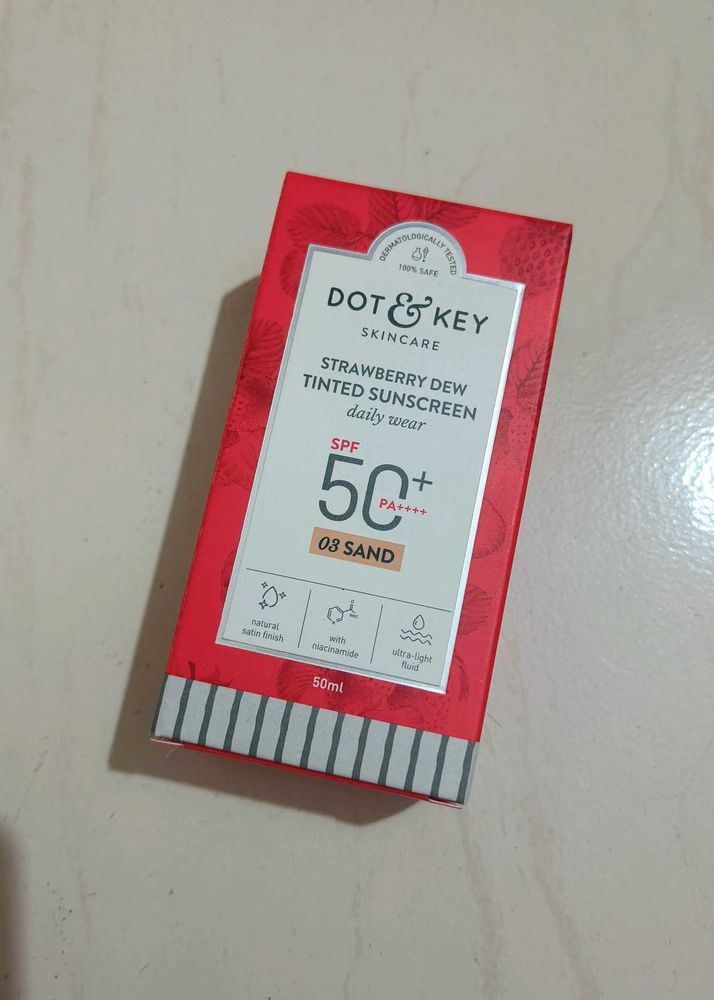 DERMATOLOGICALLY TESTED
100% SAFE
DOT & KEY
SKINCARE
STRAWBERRY DEW
TINTED SUNSCREEN
daily wear
SPF
50+
PA++++
03 SAND
natural
satin finish
with
niacinamide
ultra-light
fluid
50ml